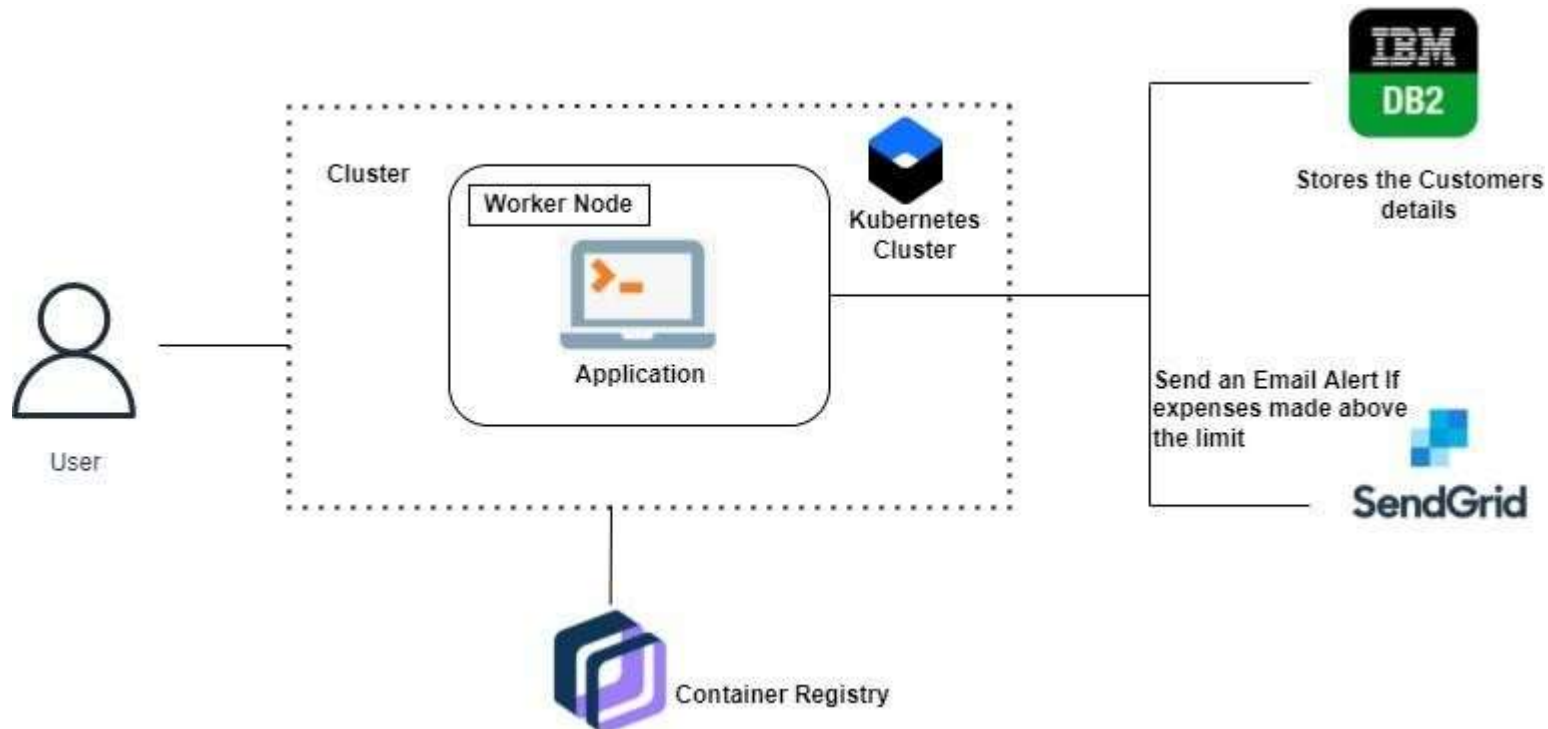 IBM
DB2
Stores the Customers
details
Cluster
Worker Node
Kubernetes
Cluster
Application
User
Send an Email Alert If
expenses made above
the limit
SendGrid
Container Registry